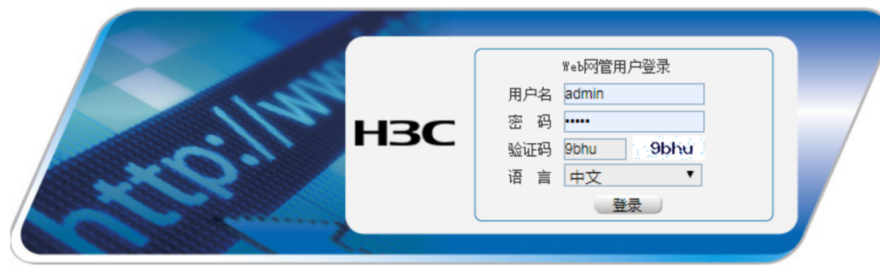 http://www.
H3C
Web网管用户登录
用户名 admin
密 码 •••••
验证码 9bhu 9bhu
语 言 中文
登录